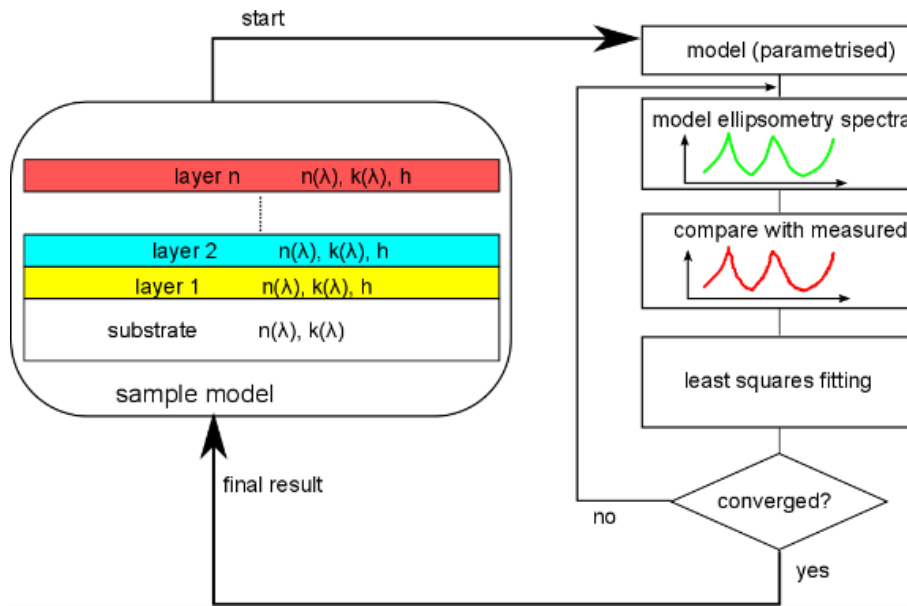 start
model (parametrised)
model ellipsometry spectra
layer n n(λ), k(λ), h
compare with measured
layer 2 n(λ), k(λ), h
layer 1 n(λ), k(λ), h
substrate n(λ), k(λ)
least squares fitting
sample model
final result
converged?
no
yes